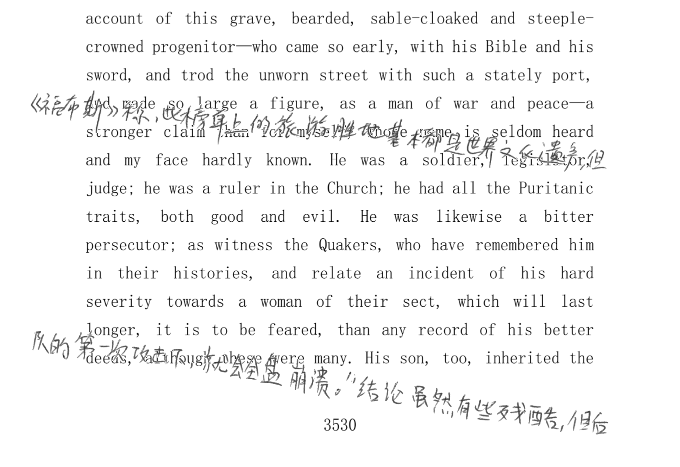 account of this grave, bearded, sable-cloaked and steeple-
crowned progenitor—who came so early, with his Bible and his
sword, and trod the unworn street with such a stately port,
and made so large a figure, as a man of war and peace—a
《福布斯》称，此榜单上的旅游胜地基本都是世界文化遗产，但
stronger claim than for myself, whose name is seldom heard
and my face hardly known. He was a soldier, legislator,
judge; he was a ruler in the Church; he had all the Puritanic
traits, both good and evil. He was likewise a bitter
persecutor; as witness the Quakers, who have remembered him
in their histories, and relate an incident of his hard
severity towards a woman of their sect, which will last
longer, it is to be feared, than any record of his better
队的第一次攻击下，就会全盘崩溃。"结论虽然有些残酷，但后
deeds, although these were many. His son, too, inherited the
3530